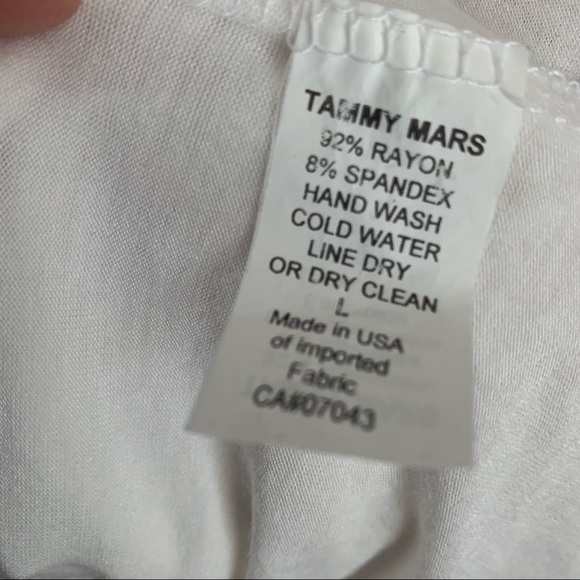 TAMMY MARS
92% RAYON
8% SPANDEX
HAND WASH
COLD WATER
LINE DRY
OR DRY CLEAN
L
Made in USA
of imported
Fabric
CA#07043